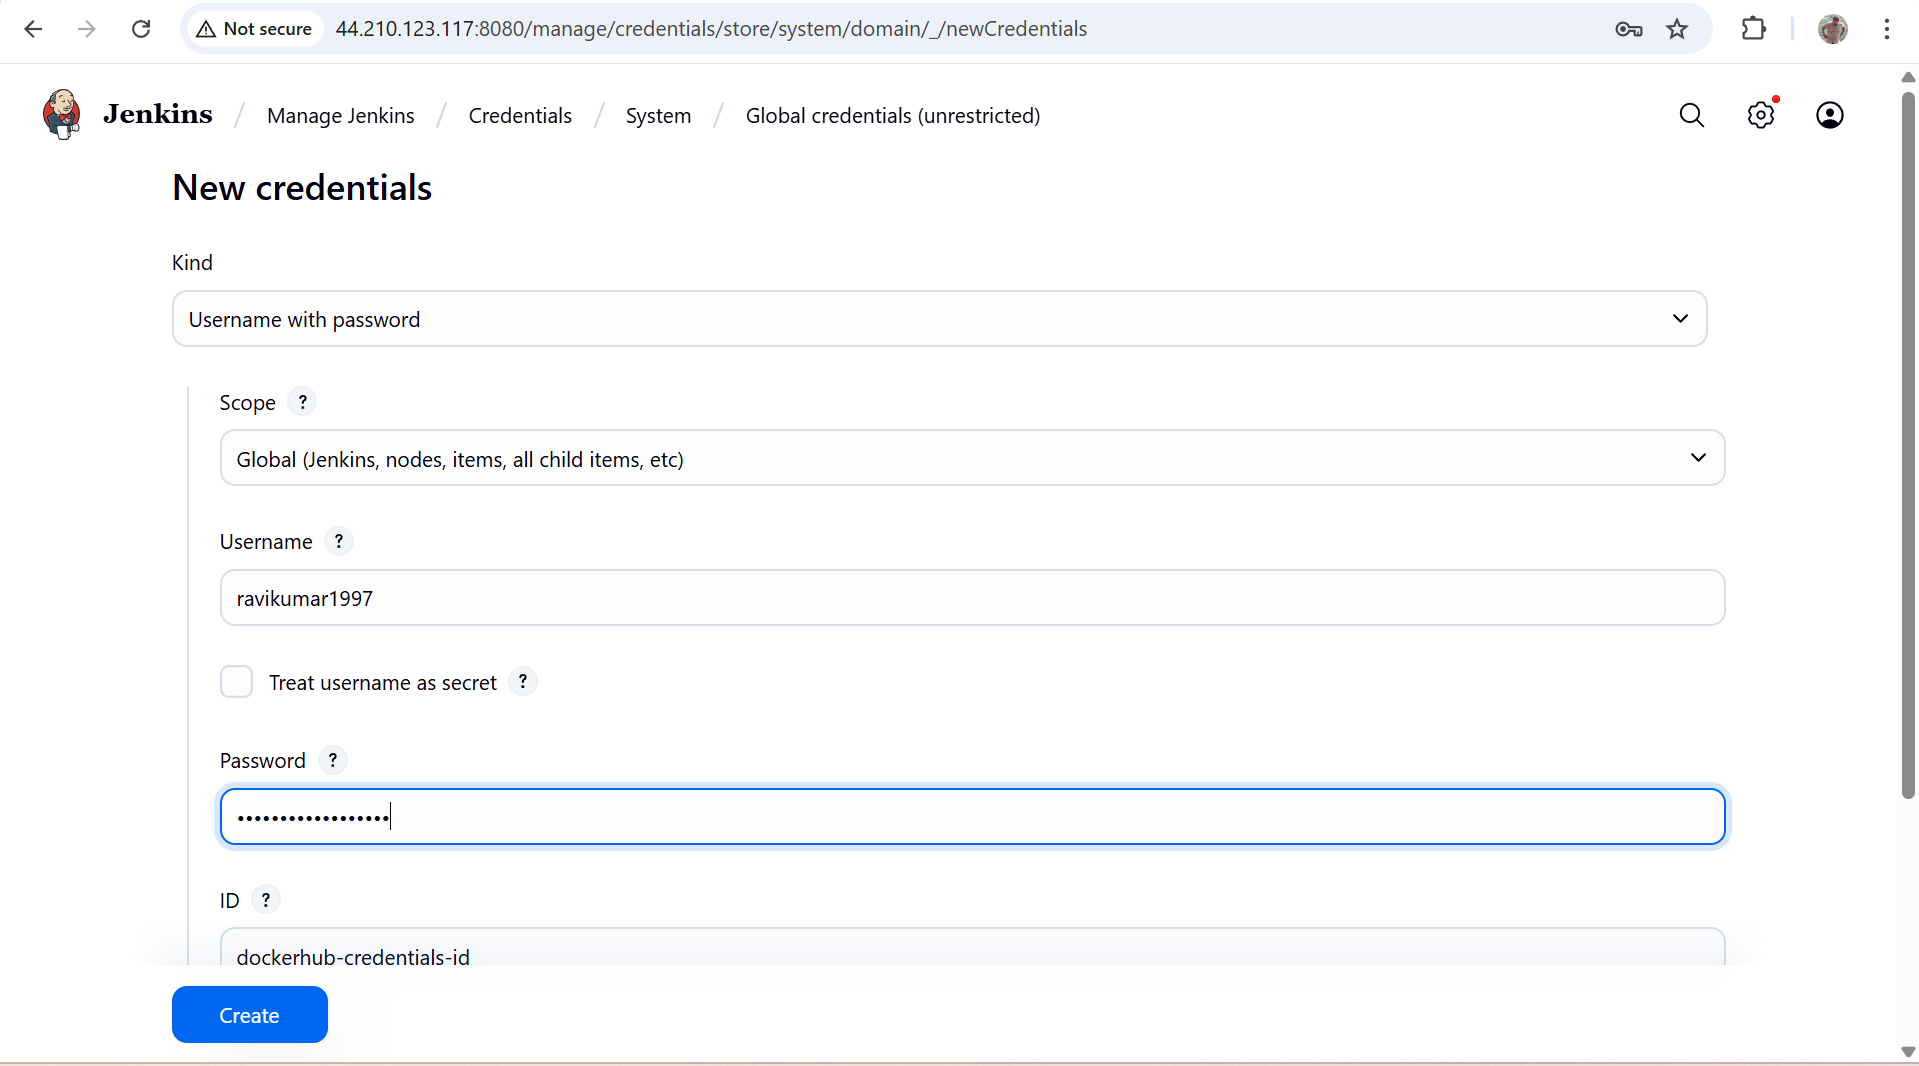 Not secure 44.210.123.117:8080/manage/credentials/store/system/domain/_/newCredentials
Jenkins / Manage Jenkins / Credentials / System / Global credentials (unrestricted)
New credentials
Kind
Username with password
Scope ?
Global (Jenkins, nodes, items, all child items, etc)
Username ?
ravikumar1997
Treat username as secret ?
Password ?
••••••••••••••••••
ID ?
dockerhub-credentials-id
Create